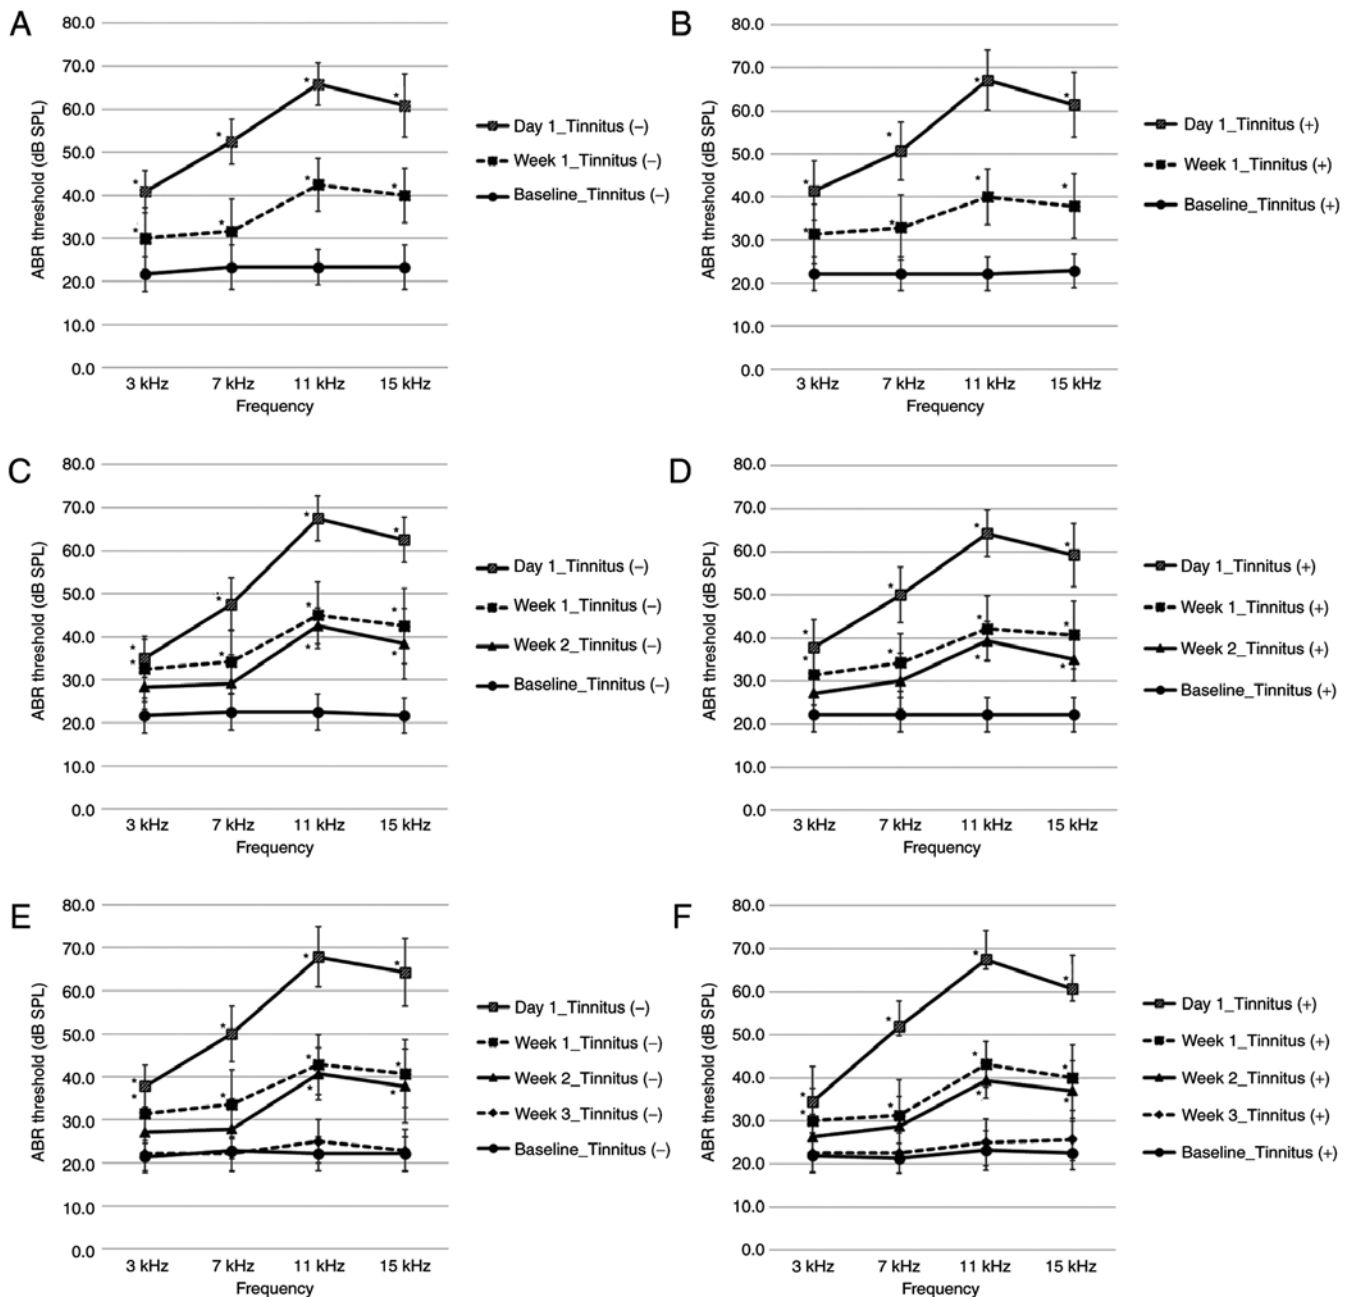 A
80.0
70.0
60.0
50.0
40.0
30.0
20.0
10.0
0.0
ABR threshold (dB SPL)
3 kHz 7 kHz 11 kHz 15 kHz
Frequency
Day 1_Tinnitus (–)
Week 1_Tinnitus (–)
Baseline_Tinnitus (–)
B
80.0
70.0
60.0
50.0
40.0
30.0
20.0
10.0
0.0
ABR threshold (dB SPL)
3 kHz 7 kHz 11 kHz 15 kHz
Frequency
Day 1_Tinnitus (+)
Week 1_Tinnitus (+)
Baseline_Tinnitus (+)
C
80.0
70.0
60.0
50.0
40.0
30.0
20.0
10.0
0.0
ABR threshold (dB SPL)
3 kHz 7 kHz 11 kHz 15 kHz
Frequency
Day 1_Tinnitus (–)
Week 1_Tinnitus (–)
Week 2_Tinnitus (–)
Baseline_Tinnitus (–)
D
80.0
70.0
60.0
50.0
40.0
30.0
20.0
10.0
0.0
ABR threshold (dB SPL)
3 kHz 7 kHz 11 kHz 15 kHz
Frequency
Day 1_Tinnitus (+)
Week 1_Tinnitus (+)
Week 2_Tinnitus (+)
Baseline_Tinnitus (+)
E
80.0
70.0
60.0
50.0
40.0
30.0
20.0
10.0
0.0
ABR threshold (dB SPL)
3 kHz 7 kHz 11 kHz 15 kHz
Frequency
Day 1_Tinnitus (–)
Week 1_Tinnitus (–)
Week 2_Tinnitus (–)
Week 3_Tinnitus (–)
Baseline_Tinnitus (–)
F
80.0
70.0
60.0
50.0
40.0
30.0
20.0
10.0
0.0
ABR threshold (dB SPL)
3 kHz 7 kHz 11 kHz 15 kHz
Frequency
Day 1_Tinnitus (+)
Week 1_Tinnitus (+)
Week 2_Tinnitus (+)
Week 3_Tinnitus (+)
Baseline_Tinnitus (+)